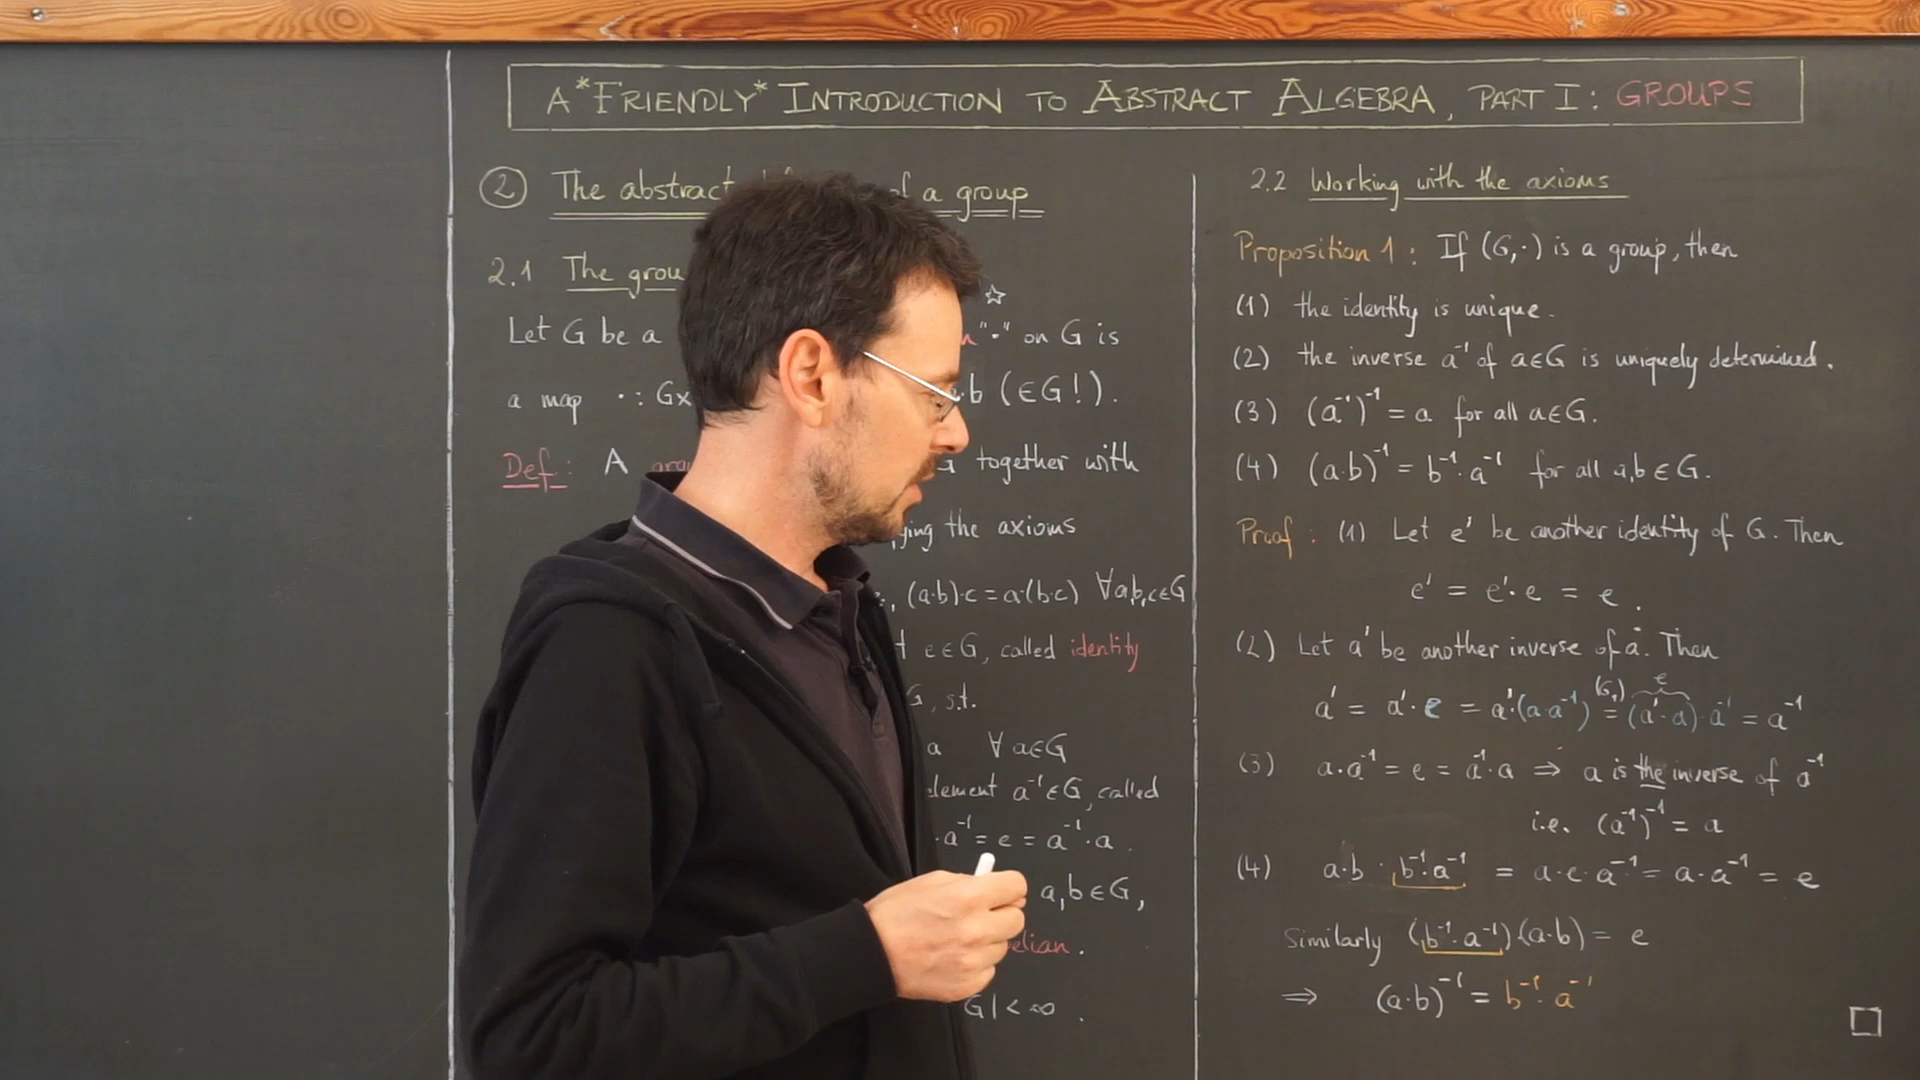 A *FRIENDLY* INTRODUCTION TO ABSTRACT ALGEBRA, PART I: GROUPS
② The abstract of a group
2.1 The
Let G be a "·" on G is
a map · : G× ·b (∈G!).
Def: A together with
the axioms
(a·b)·c = a·(b·c) ∀a,b,c∈G
e∈G, called identity
G, s.t.
a ∀ a∈G
element a⁻¹∈G, called
·a⁻¹ = e = a⁻¹·a.
a,b∈G,
G| < ∞.
2.2 Working with the axioms
Proposition 1: If (G,·) is a group, then
(1) the identity is unique.
(2) the inverse a⁻¹ of a∈G is uniquely determined.
(3) (a⁻¹)⁻¹ = a for all a∈G.
(4) (a·b)⁻¹ = b⁻¹·a⁻¹ for all a,b∈G.
Proof: (1) Let e' be another identity of G. Then
e' = e'·e = e.
(2) Let a' be another inverse of a. Then
a' = a'·e = a'·(a·a⁻¹) (G₁)= (a'·a)·a⁻¹ = a⁻¹
e
(3) a·a⁻¹ = e = a⁻¹·a ⇒ a is the inverse of a⁻¹
i.e. (a⁻¹)⁻¹ = a
(4) a·b · b⁻¹·a⁻¹ = a·e·a⁻¹ = a·a⁻¹ = e
Similarly (b⁻¹·a⁻¹)·(a·b) = e
⇒ (a·b)⁻¹ = b⁻¹·a⁻¹
□